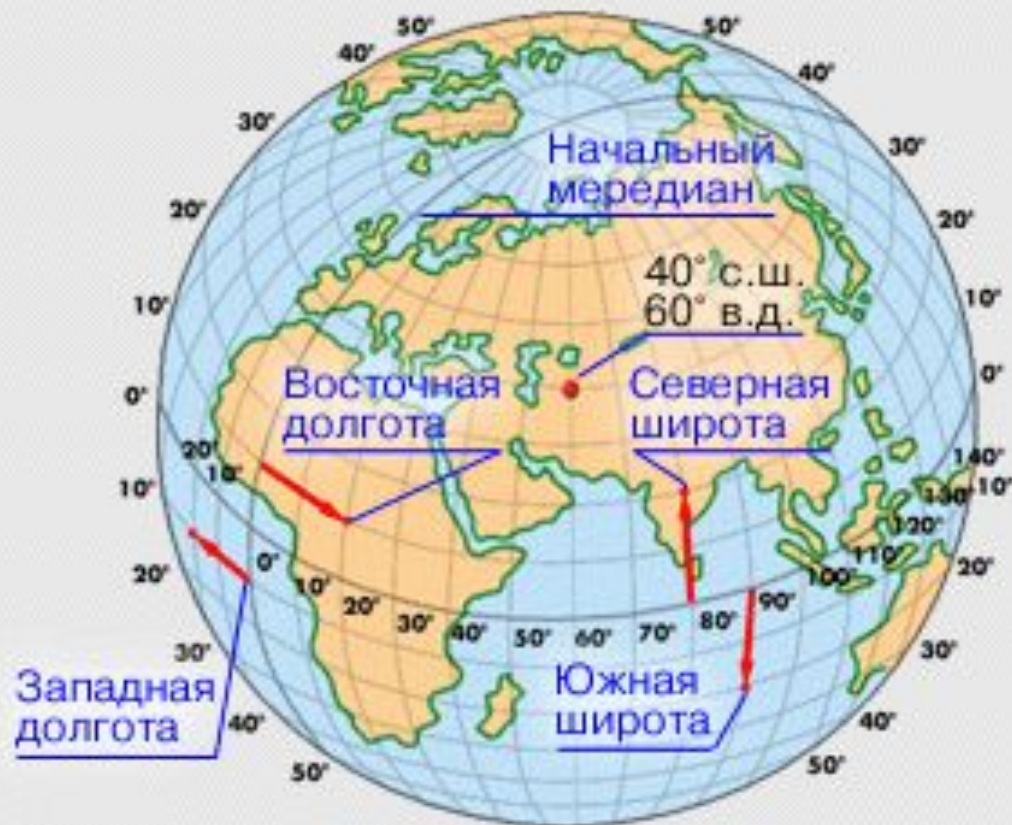 50° 50°
40° 40°
30° 30°
Начальный
мередиан
20° 20°
40° с.ш.
60° в.д.
10° 10°
0° 0°
Восточная
долгота
Северная
широта
20° 10° 140°
10° 130° 10°
120°
110°
100°
20° 0° 10° 20° 30° 40° 50° 60° 70° 80° 90° 20°
30° 30°
Западная
долгота
Южная
широта
40° 40°
50° 50°